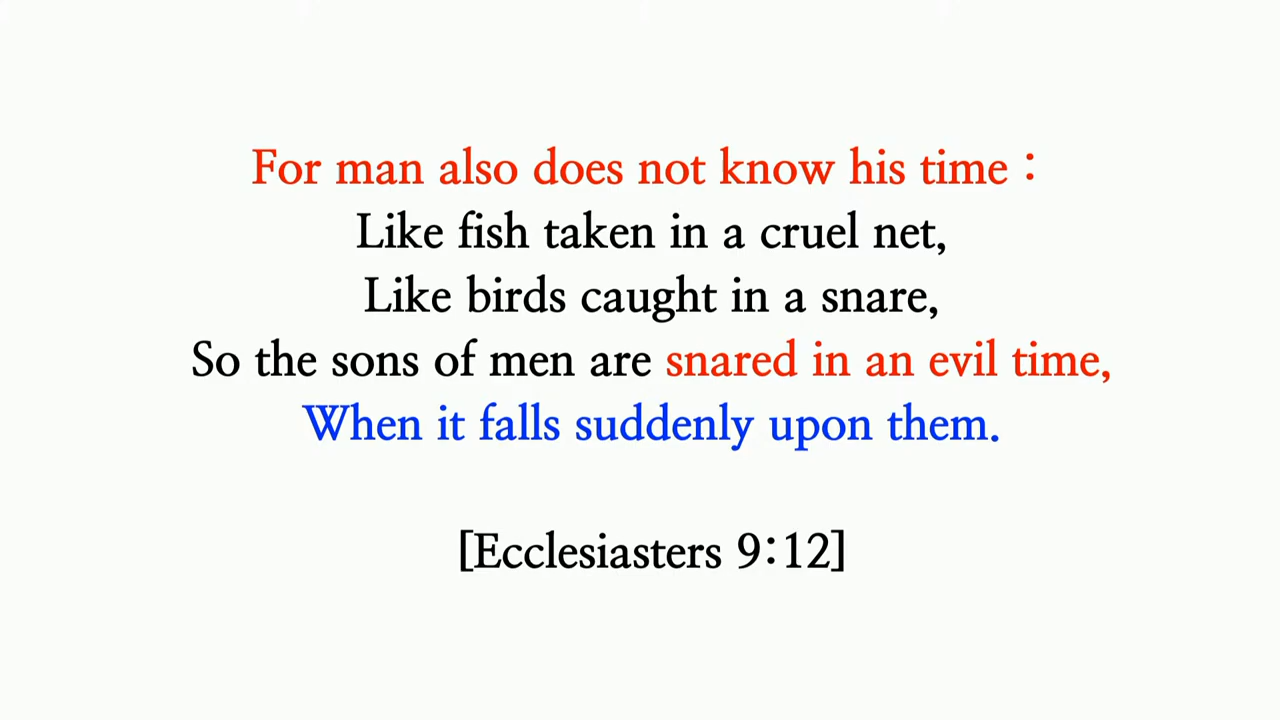 For man also does not know his time :
Like fish taken in a cruel net,
Like birds caught in a snare,
So the sons of men are snared in an evil time,
When it falls suddenly upon them.
[Ecclesiasters 9:12]